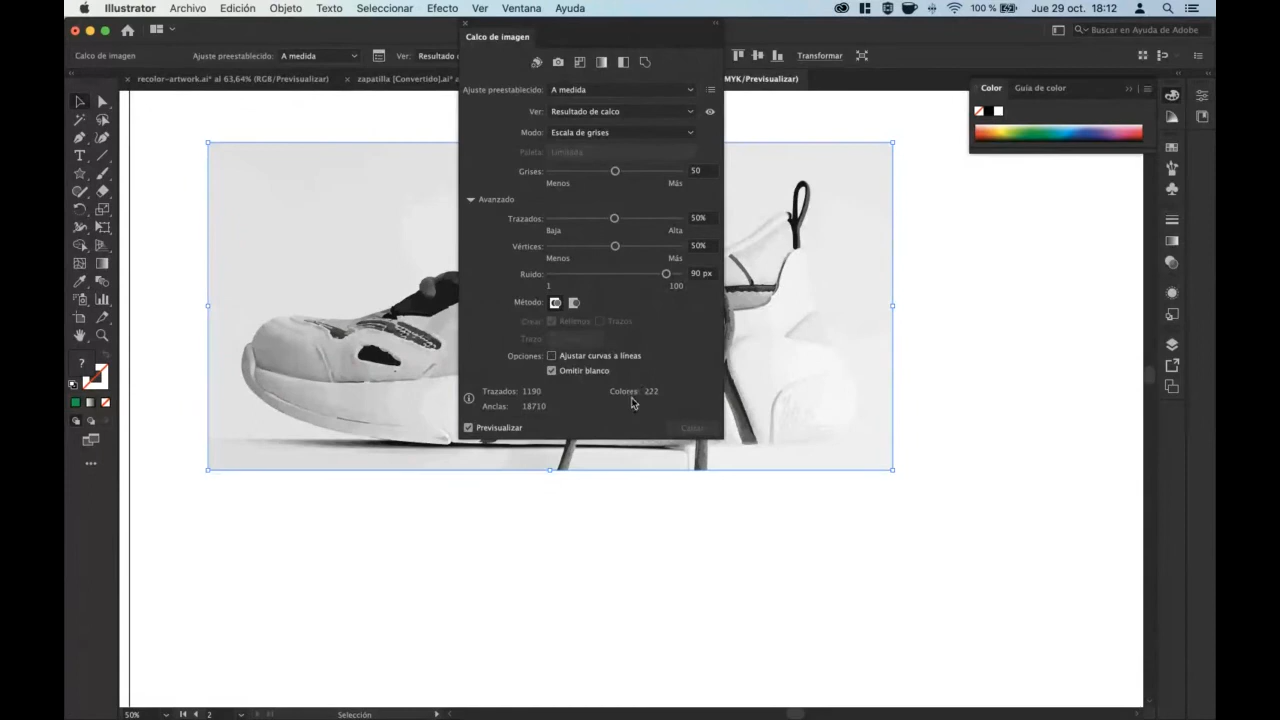 Illustrator Archivo Edición Objeto Texto Seleccionar Efecto Ver Ventana Ayuda 100 % Mar 29 oct. 18:12
Buscar en Ayuda de Adobe
Calco de imagen Ajuste preestablecido: A medida Ver: Resultado Transformar
recolor-artwork.ai* al 63,64% (RGB/Previsualizar) zapatilla [Convertido].ai* MYK/Previsualizar)
Calco de imagen
Color Guía de color
Ajuste preestablecido: A medida
Ver: Resultado de calco
Modo: Escala de grises
Paleta: Limitada
Grises: 50
Menos Más
Avanzado
Trazados: 50%
Baja Alta
Vértices: 50%
Menos Más
Ruido: 90 px
1 100
Método:
Crear: Rellenos Trazos
Trazo:
Opciones: Ajustar curvas a líneas
Omitir blanco
Trazados: 1190 Colores: 222
Anclas: 18710
Previsualizar Calcar
?
50% 2 Selección